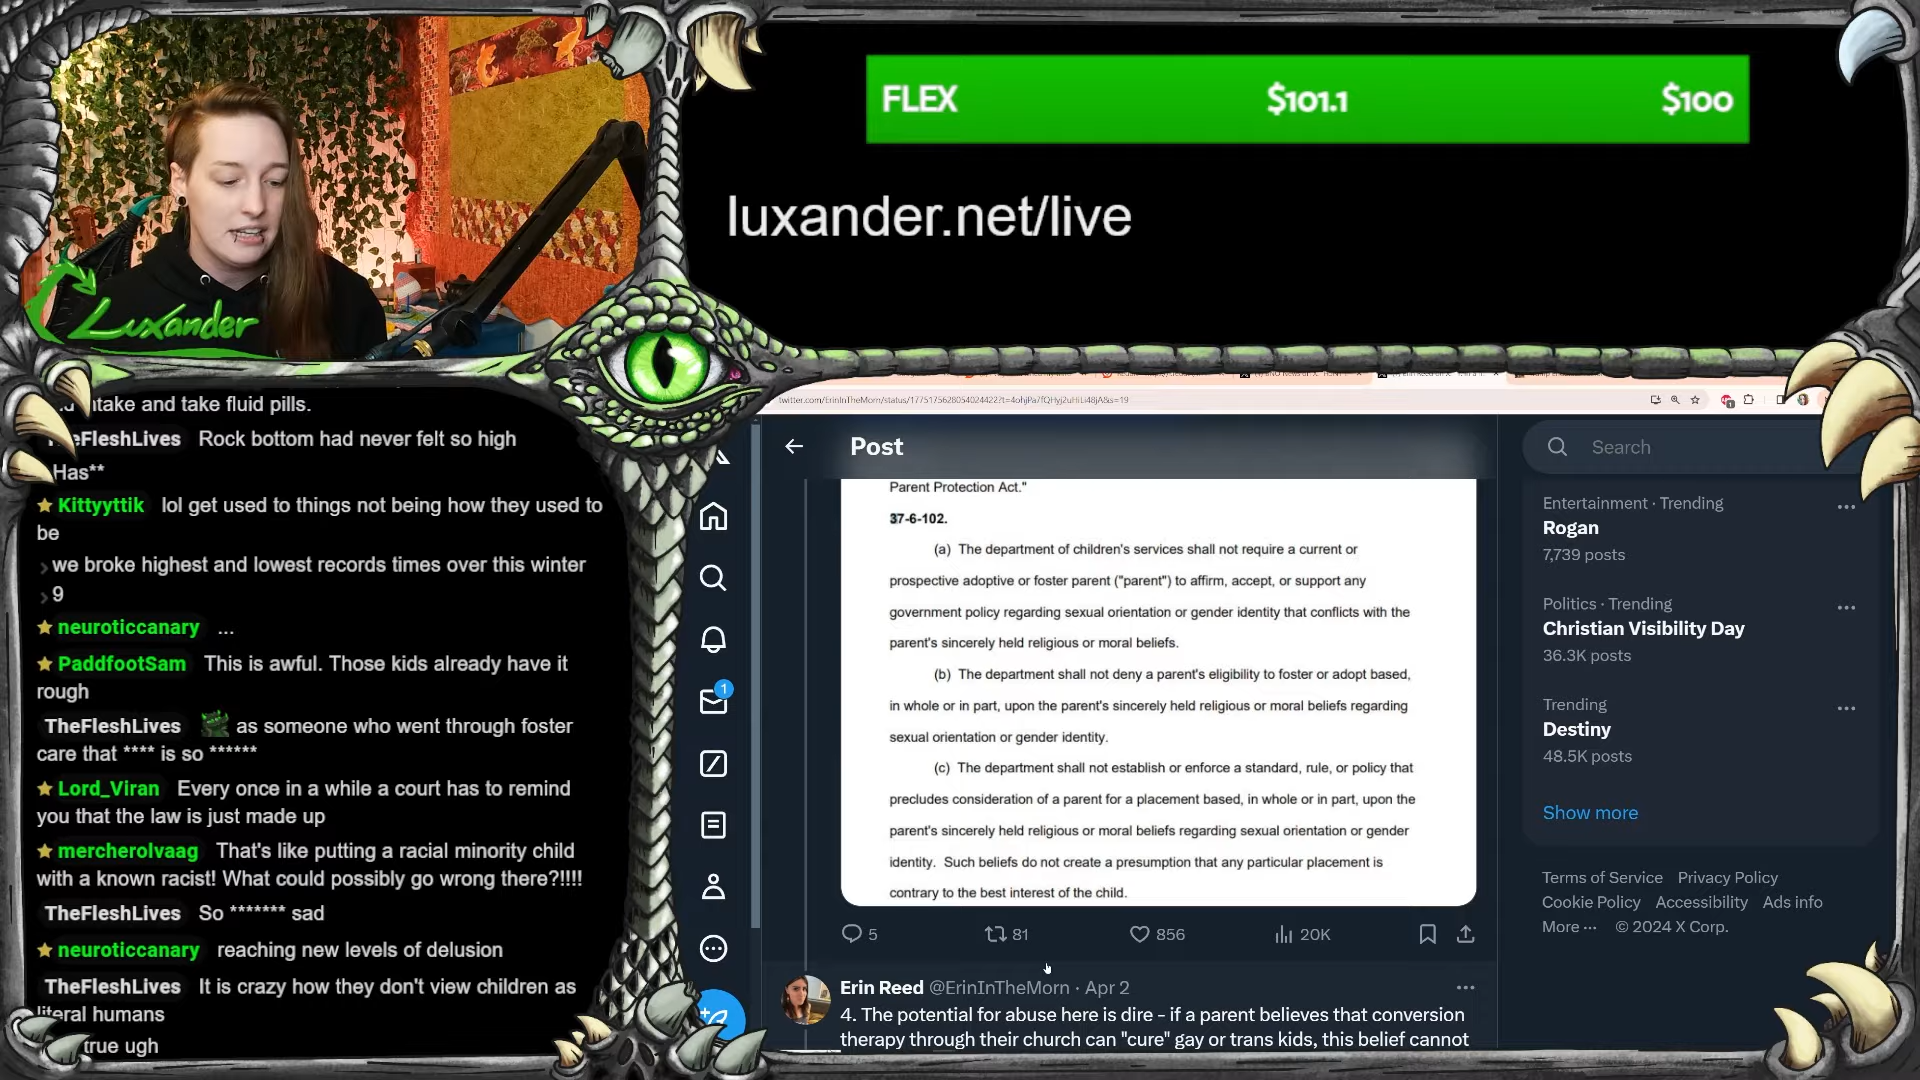 FLEX $101.1 $100
luxander.net/live
Luxander
ntake and take fluid pills.
eFleshLives Rock bottom had never felt so high
Has**
Kittyyttik lol get used to things not being how they used to
be
we broke highest and lowest records times over this winter
9
neuroticcanary ...
PaddfootSam This is awful. Those kids already have it
rough
TheFleshLives as someone who went through foster
care that **** is so ******
Lord_Viran Every once in a while a court has to remind
you that the law is just made up
mercherolvaag That's like putting a racial minority child
with a known racist! What could possibly go wrong there?!!!!
TheFleshLives So ******* sad
neuroticcanary reaching new levels of delusion
TheFleshLives It is crazy how they don't view children as
literal humans
true ugh
1
Post
Parent Protection Act."
37-6-102.
(a) The department of children's services shall not require a current or
prospective adoptive or foster parent ("parent") to affirm, accept, or support any
government policy regarding sexual orientation or gender identity that conflicts with the
parent's sincerely held religious or moral beliefs.
(b) The department shall not deny a parent's eligibility to foster or adopt based,
in whole or in part, upon the parent's sincerely held religious or moral beliefs regarding
sexual orientation or gender identity.
(c) The department shall not establish or enforce a standard, rule, or policy that
precludes consideration of a parent for a placement based, in whole or in part, upon the
parent's sincerely held religious or moral beliefs regarding sexual orientation or gender
identity. Such beliefs do not create a presumption that any particular placement is
contrary to the best interest of the child.
5 81 856 20K
Erin Reed @ErinInTheMorn · Apr 2
4. The potential for abuse here is dire - if a parent believes that conversion
therapy through their church can "cure" gay or trans kids, this belief cannot
Search
Entertainment · Trending
Rogan
7,739 posts
Politics · Trending
Christian Visibility Day
36.3K posts
Trending
Destiny
48.5K posts
Show more
Terms of Service Privacy Policy
Cookie Policy Accessibility Ads info
More ··· © 2024 X Corp.